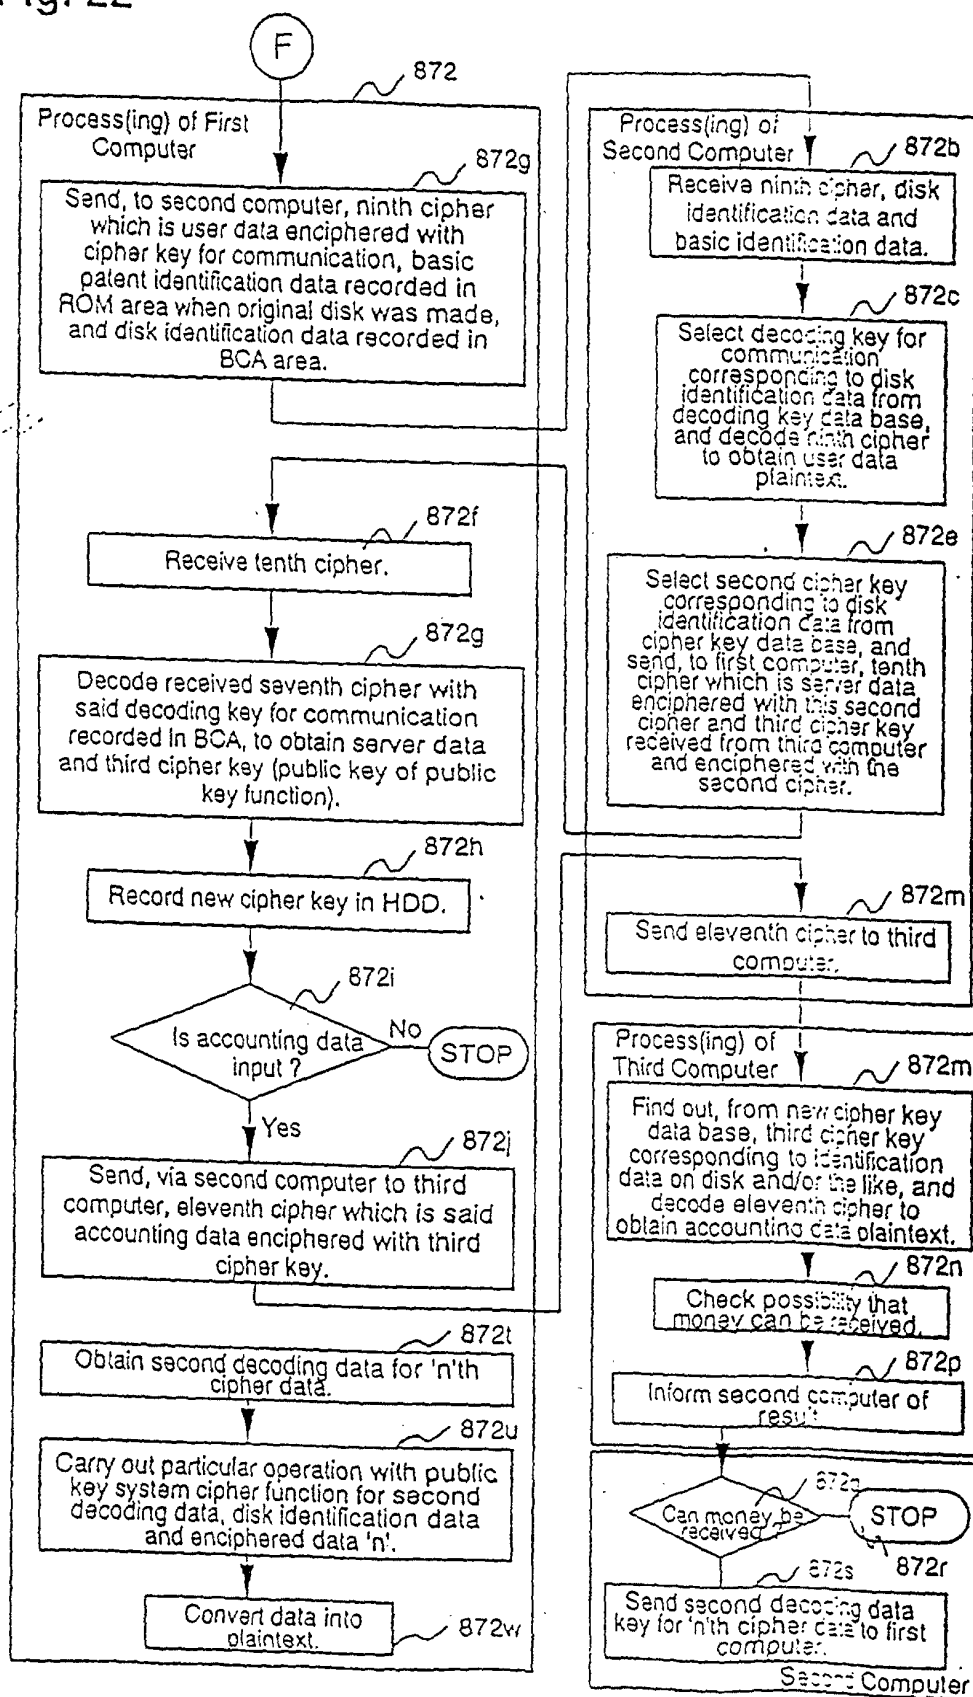 Fig. 22
F
872
Process(ing) of First
Computer
872g
Send, to second computer, ninth cipher
which is user data enciphered with
cipher key for communication, basic
patent identification data recorded in
ROM area when original disk was made,
and disk identification data recorded in
BCA area.
872f
Receive tenth cipher.
872g
Decode received seventh cipher with
said decoding key for communication
recorded in BCA, to obtain server data
and third cipher key (public key of public
key function).
872h
Record new cipher key in HDD.
872i
Is accounting data
input ?
No
STOP
Yes
872j
Send, via second computer to third
computer, eleventh cipher which is said
accounting data enciphered with third
cipher key.
872t
Obtain second decoding data for 'n'th
cipher data.
872u
Carry out particular operation with public
key system cipher function for second
decoding data, disk identification data
and enciphered data 'n'.
Convert data into
plaintext.
872w
Process(ing) of
Second Computer
872b
Receive ninth cipher, disk
identification data and
basic identification data.
872c
Select decoding key for
communication
corresponding to disk
identification data from
decoding key data base,
and decode ninth cipher
to obtain user data
plaintext.
872e
Select second cipher key
corresponding to disk
identification data from
cipher key data base, and
send, to first computer, tenth
cipher which is server data
enciphered with this second
cipher and third cipher key
received from third computer
and enciphered with the
second cipher.
872m
Send eleventh cipher to third
computer.
Process(ing) of
Third Computer
872m
Find out, from new cipher key
data base, third cipher key
corresponding to identification
data on disk and/or the like, and
decode eleventh cipher to
obtain accounting data plaintext.
872n
Check possibility that
money can be received.
872p
Inform second computer of
result
872q
Can money be
received ?
STOP
872r
872s
Send second decoding data
key for 'n'th cipher data to first
computer.
Second Computer